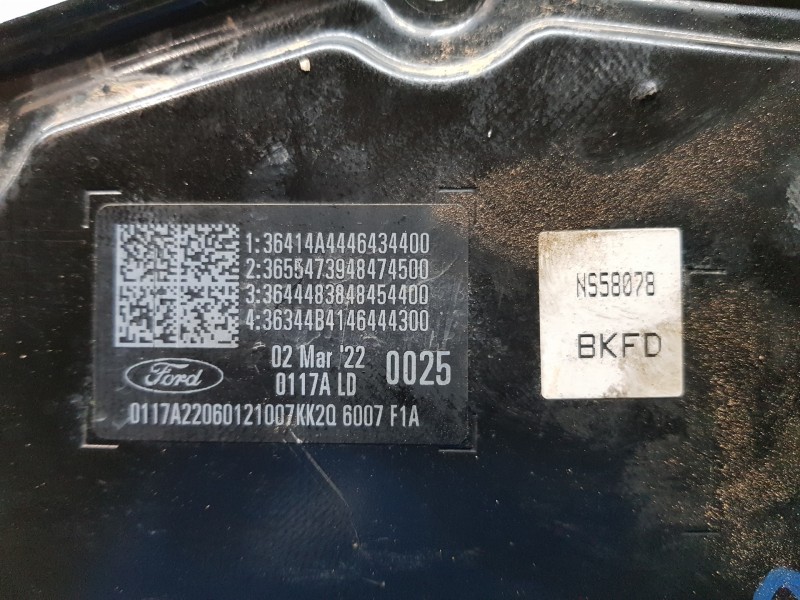 1:36414A4446434400
2:3655473948474500
3:3644483848454400
4:36344B4146444300
02 Mar '22 0025
Ford 0117A LD
0117A22060121007KK2Q 6007 F1A
NS58078
BKFD